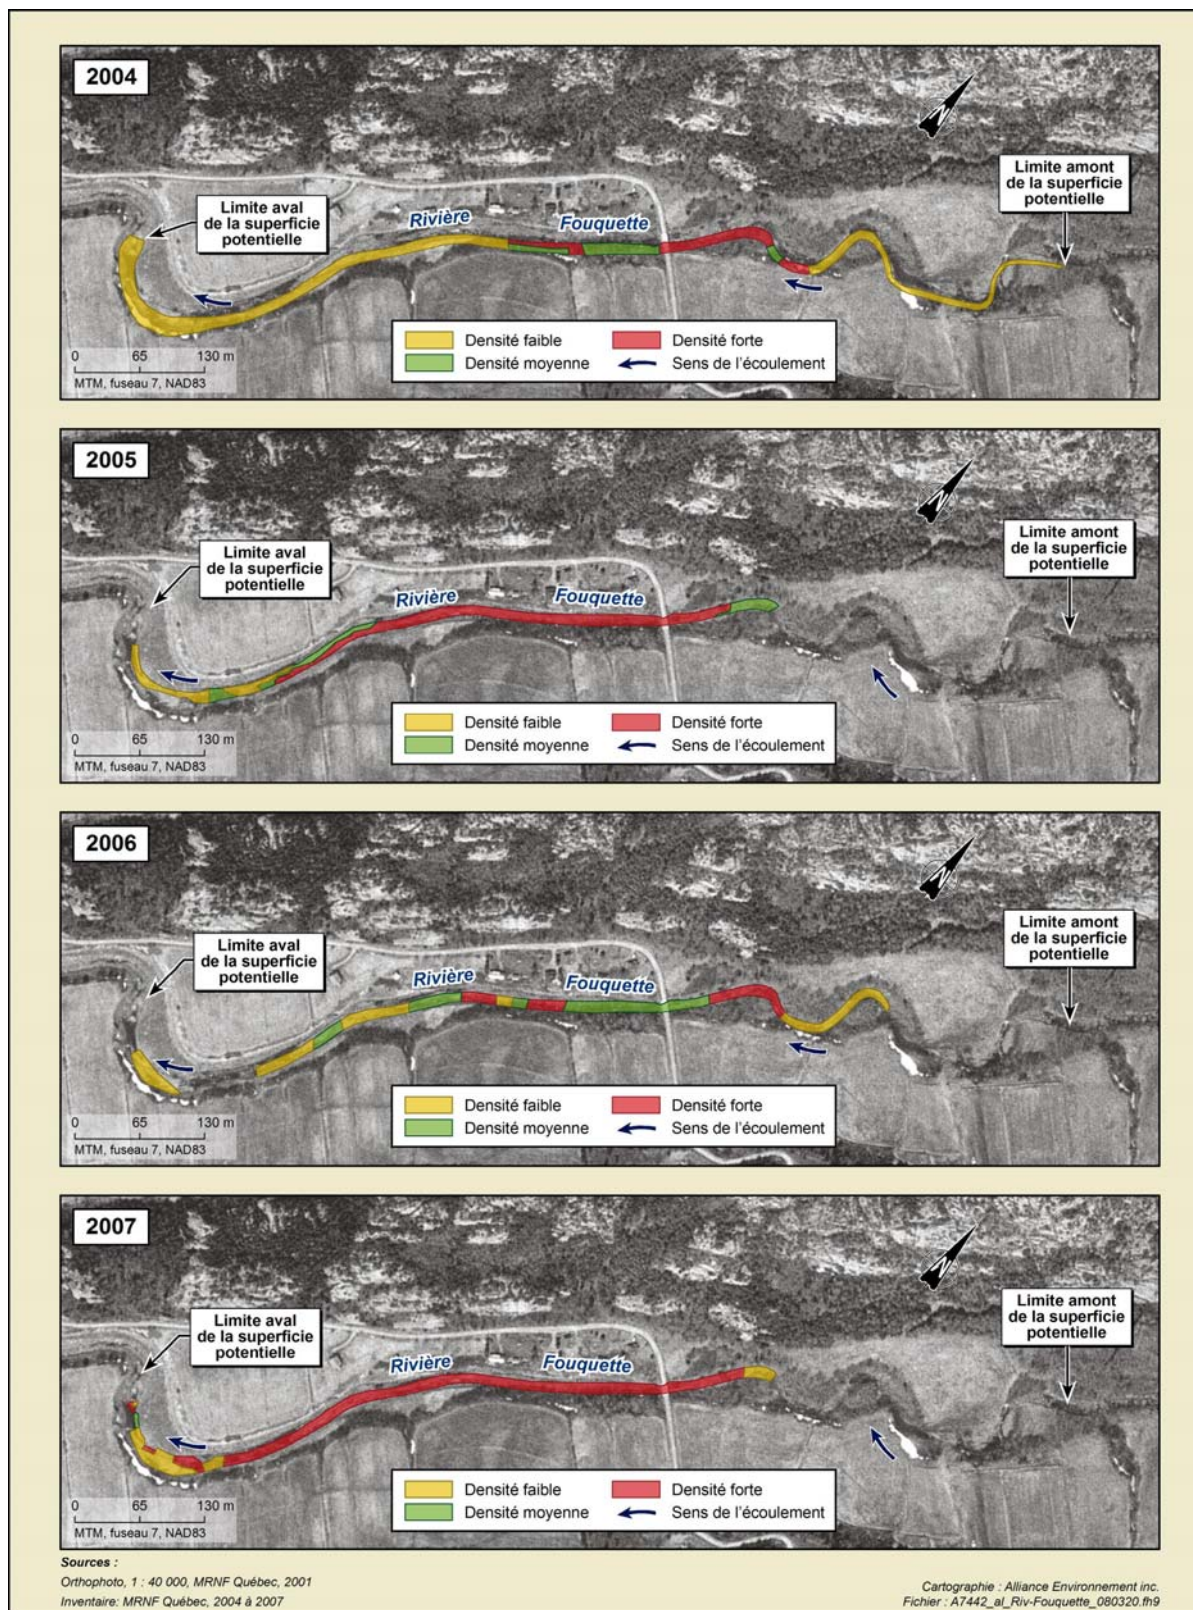 2004
Limite amont
de la superficie
potentielle
Limite aval
de la superficie
potentielle
Rivière Fouquette
0 65 130 m
MTM, fuseau 7, NAD83
Densité faible Densité forte
Densité moyenne Sens de l'écoulement
N
2005
Limite amont
de la superficie
potentielle
Limite aval
de la superficie
potentielle
Rivière Fouquette
0 65 130 m
MTM, fuseau 7, NAD83
Densité faible Densité forte
Densité moyenne Sens de l'écoulement
N
2006
Limite amont
de la superficie
potentielle
Limite aval
de la superficie
potentielle
Rivière Fouquette
0 65 130 m
MTM, fuseau 7, NAD83
Densité faible Densité forte
Densité moyenne Sens de l'écoulement
N
2007
Limite amont
de la superficie
potentielle
Limite aval
de la superficie
potentielle
Rivière Fouquette
0 65 130 m
MTM, fuseau 7, NAD83
Densité faible Densité forte
Densité moyenne Sens de l'écoulement
N
Sources :
Orthophoto, 1 : 40 000, MRNF Québec, 2001
Inventaire: MRNF Québec, 2004 à 2007
Cartographie : Alliance Environnement inc.
Fichier : A7442_al_Riv-Fouquette_080320.fh9